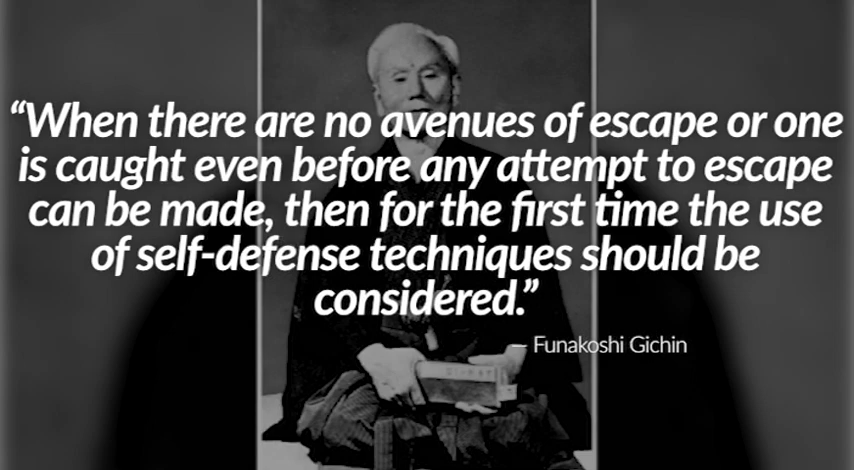 “When there are no avenues of escape or one
is caught even before any attempt to escape
can be made, then for the first time the use
of self-defense techniques should be
considered.”
— Funakoshi Gichin